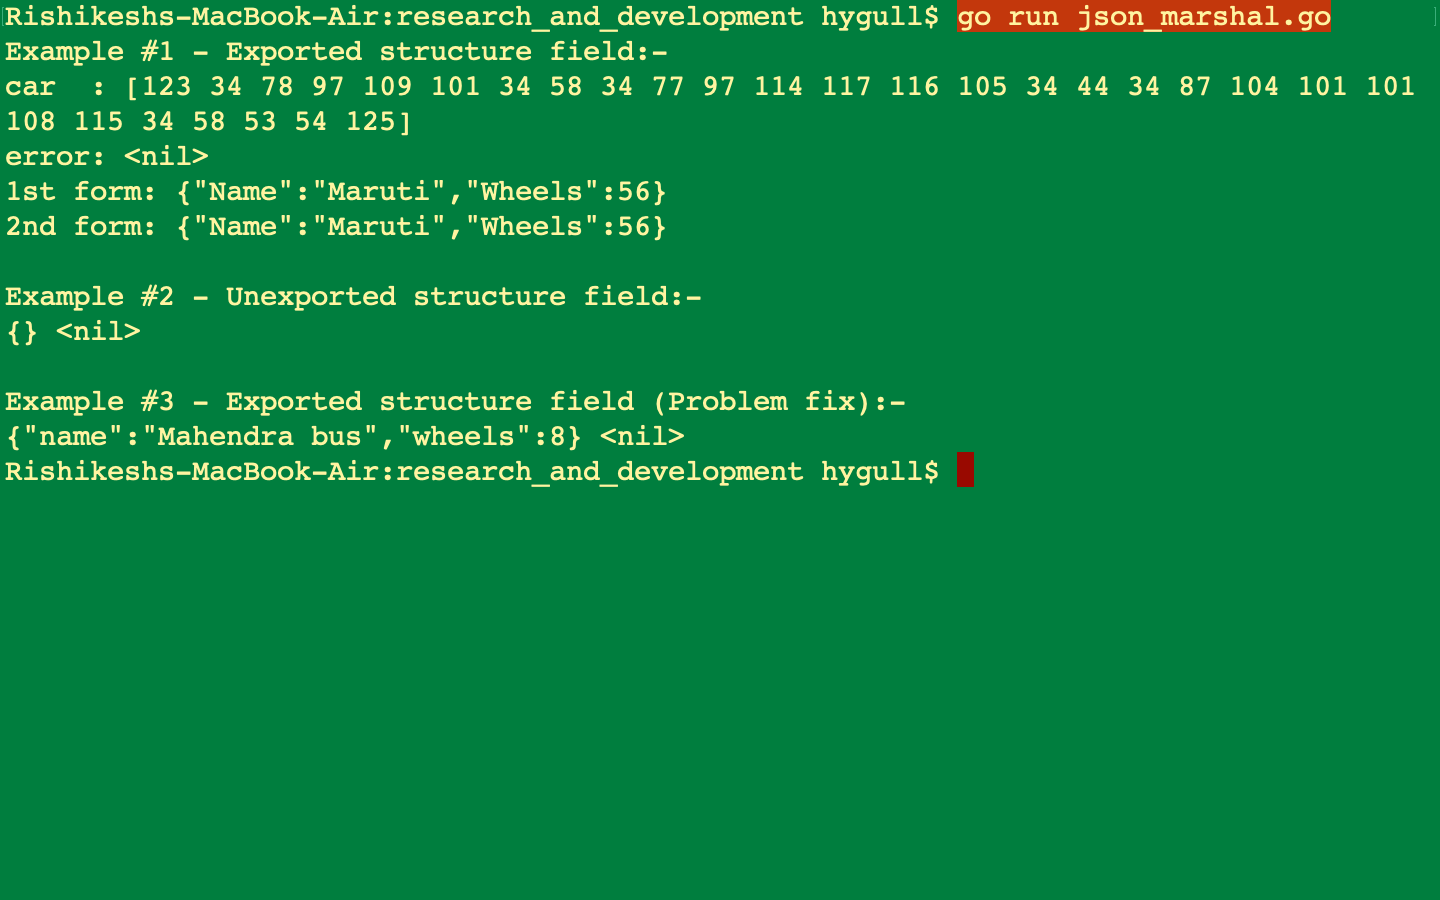 Rishikeshs-MacBook-Air:research_and_development hygull$ go run json_marshal.go
Example #1 - Exported structure field:-
car  : [123 34 78 97 109 101 34 58 34 77 97 114 117 116 105 34 44 34 87 104 101 101
108 115 34 58 53 54 125]
error: <nil>
1st form: {"Name":"Maruti","Wheels":56}
2nd form: {"Name":"Maruti","Wheels":56}
Example #2 - Unexported structure field:-
{} <nil>
Example #3 - Exported structure field (Problem fix):-
{"name":"Mahendra bus","wheels":8} <nil>
Rishikeshs-MacBook-Air:research_and_development hygull$